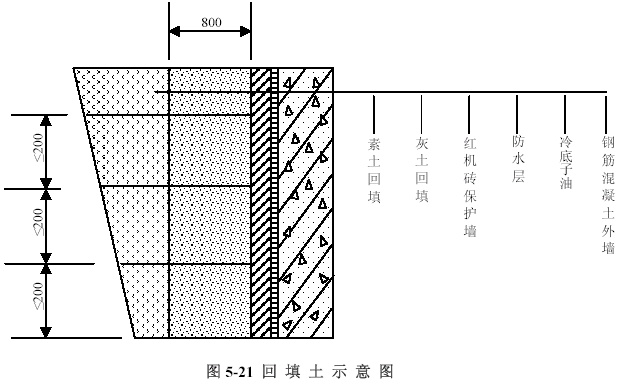 800
≤200
≤200
≤200
素土回填
灰土回填
红机砖保护墙
防水层
冷底子油
钢筋混凝土外墙
图 5-21 回 填 土 示 意 图